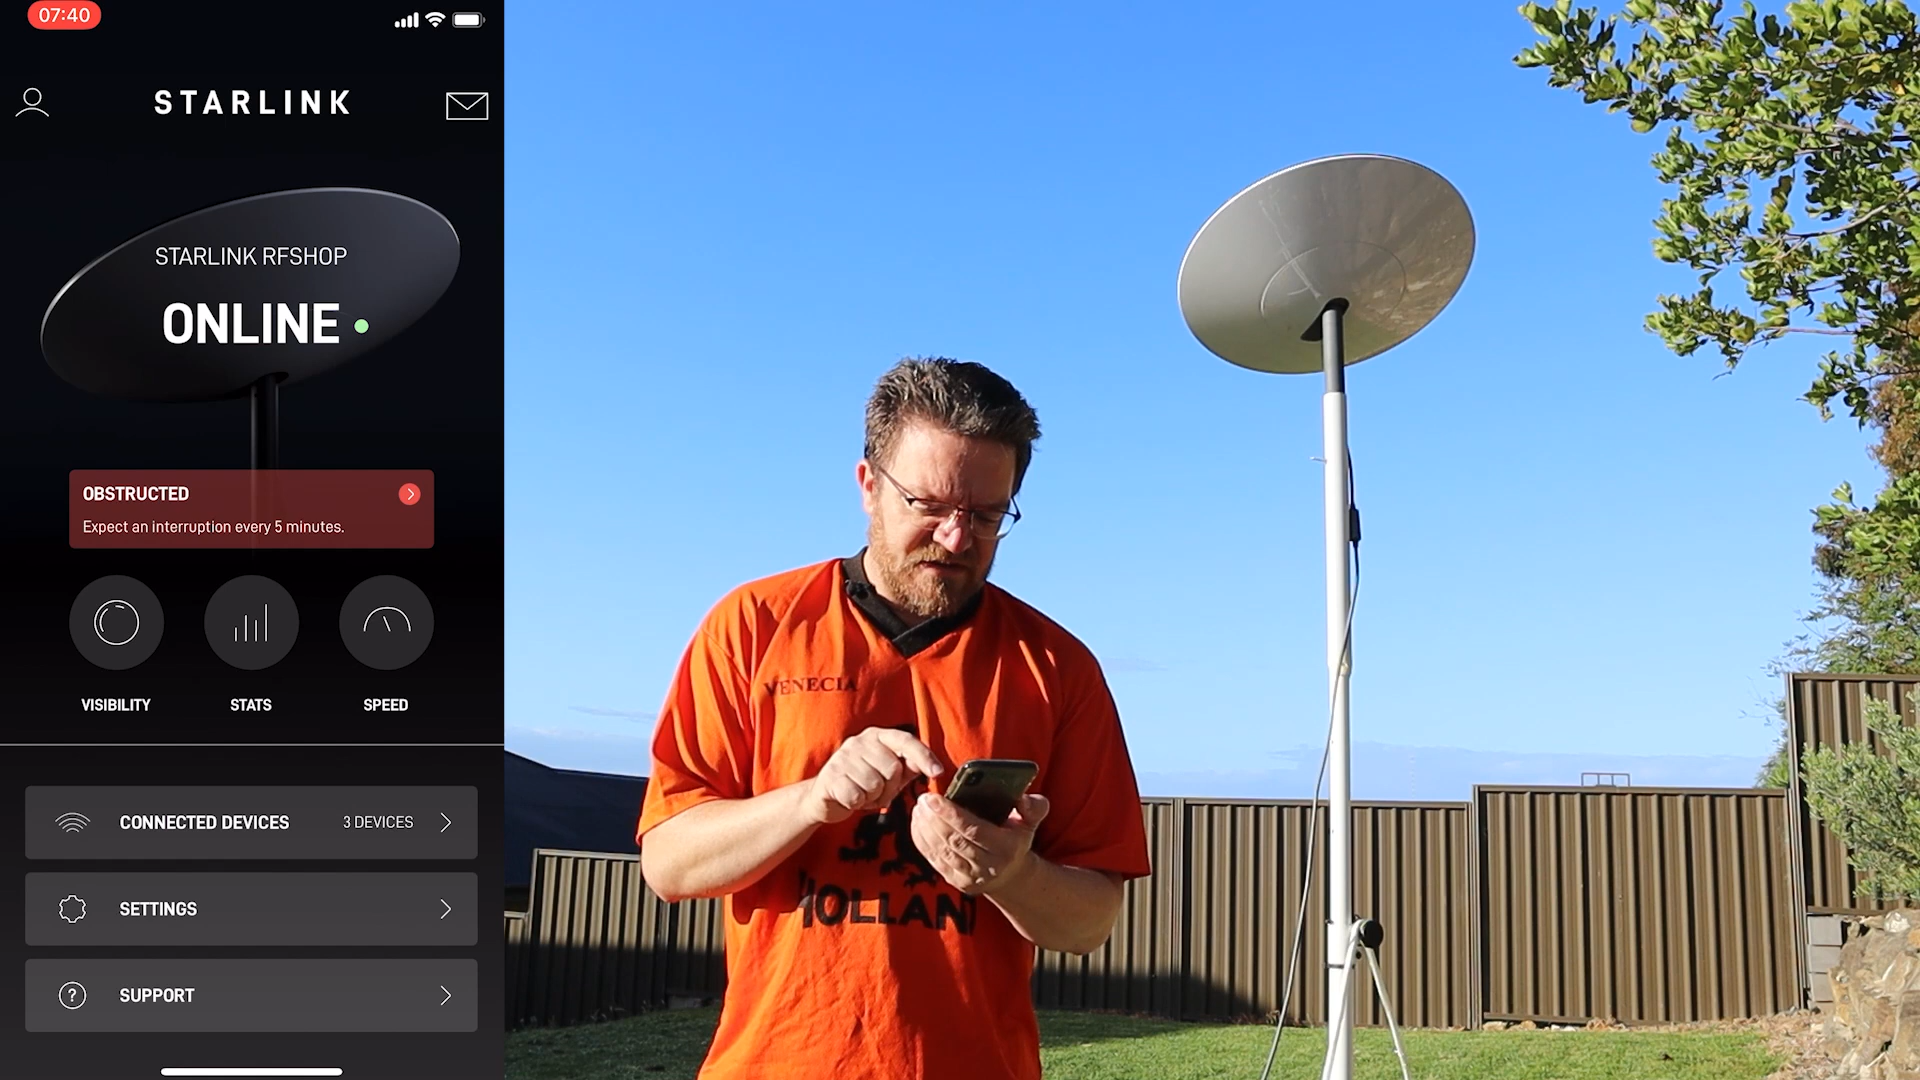 07:40
STARLINK
STARLINK RFSHOP
ONLINE
OBSTRUCTED
Expect an interruption every 5 minutes.
VISIBILITY
STATS
SPEED
CONNECTED DEVICES
3 DEVICES
SETTINGS
?
SUPPORT
VENECIA
HOLLAND